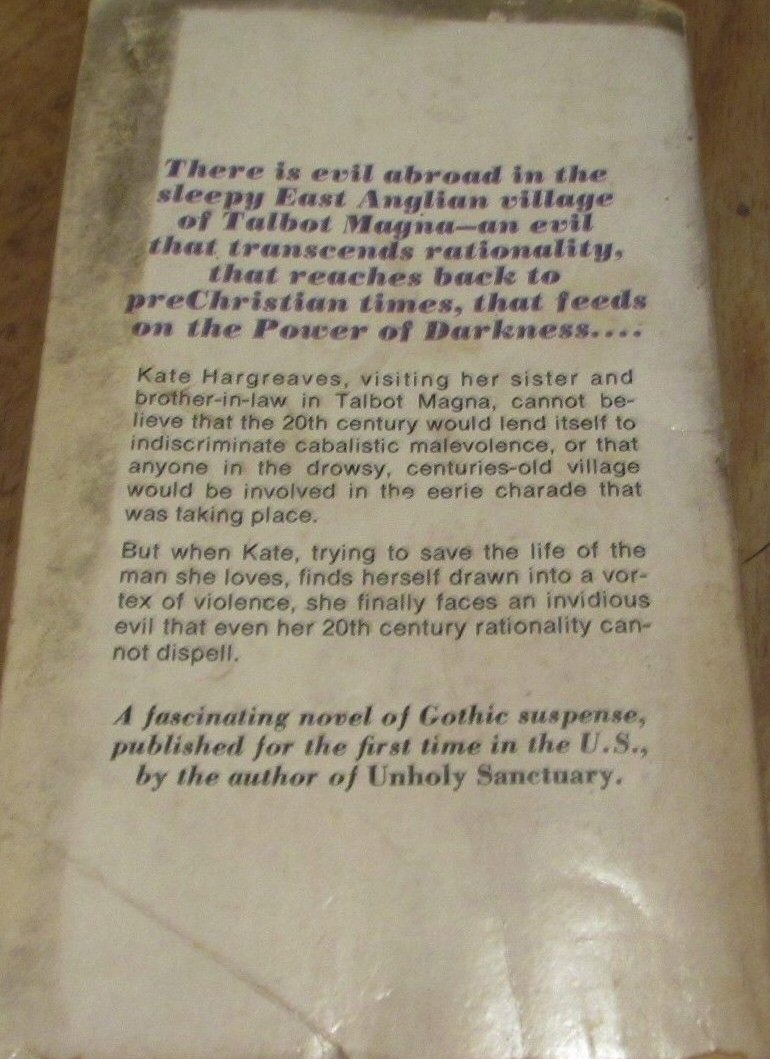 There is evil abroad in the
sleepy East Anglian village
of Talbot Magna—an evil
that transcends rationality,
that reaches back to
preChristian times, that feeds
on the Power of Darkness....
Kate Hargreaves, visiting her sister and
brother-in-law in Talbot Magna, cannot be-
lieve that the 20th century would lend itself to
indiscriminate cabalistic malevolence, or that
anyone in the drowsy, centuries-old village
would be involved in the eerie charade that
was taking place.
But when Kate, trying to save the life of the
man she loves, finds herself drawn into a vor-
tex of violence, she finally faces an invidious
evil that even her 20th century rationality can-
not dispell.
A fascinating novel of Gothic suspense,
published for the first time in the U.S.,
by the author of Unholy Sanctuary.